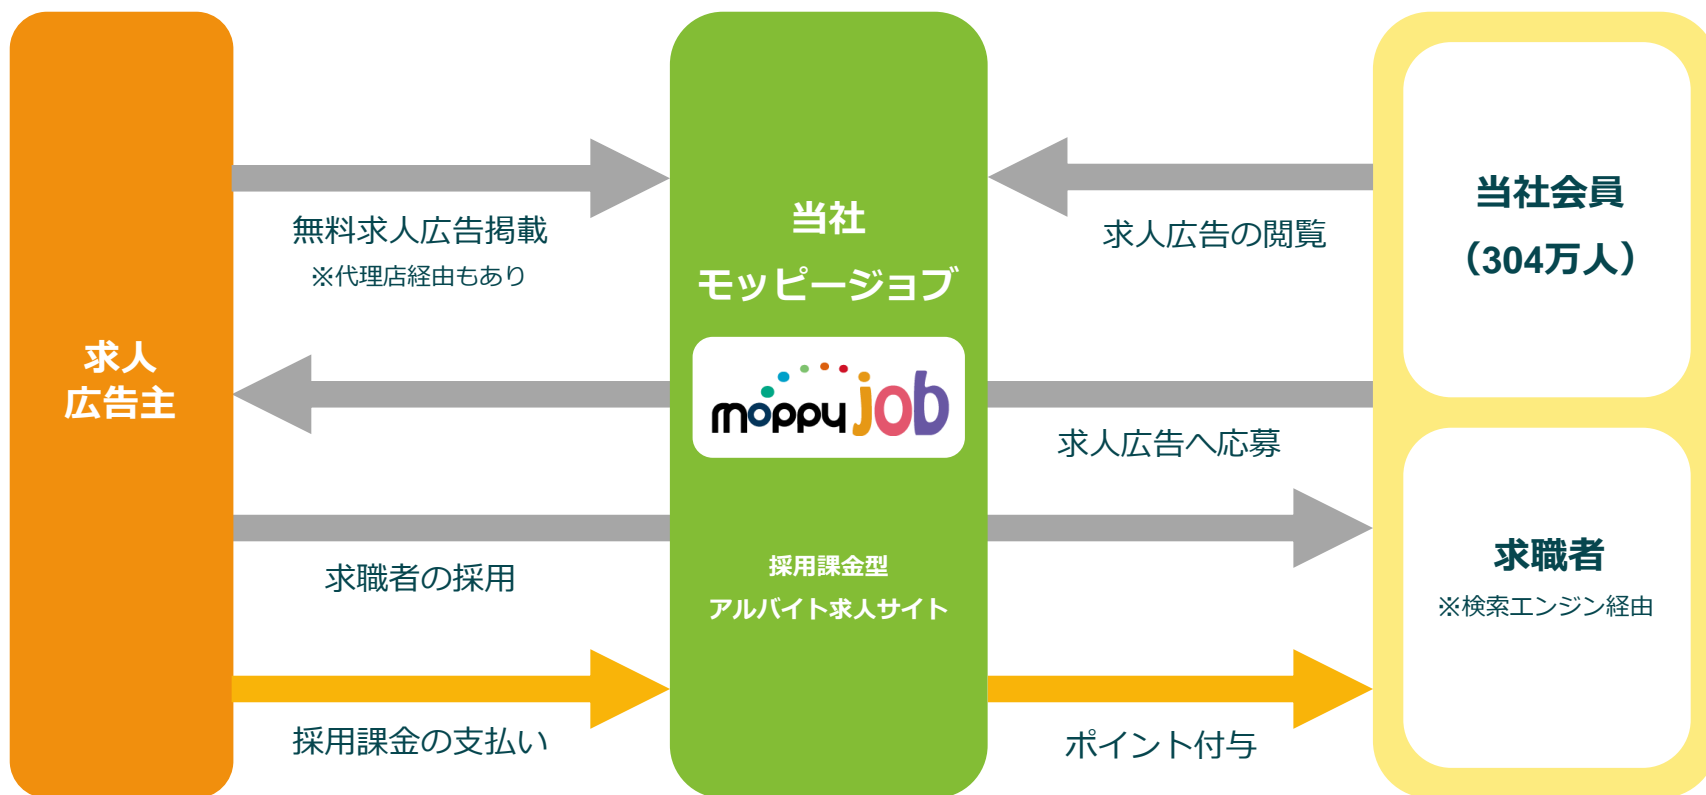 求人
広告主
無料求人広告掲載
※代理店経由もあり
求職者の採用
採用課金の支払い
当社
モッピージョブ
moppy job
採用課金型
アルバイト求人サイト
求人広告の閲覧
求人広告へ応募
ポイント付与
当社会員
（304万人）
求職者
※検索エンジン経由